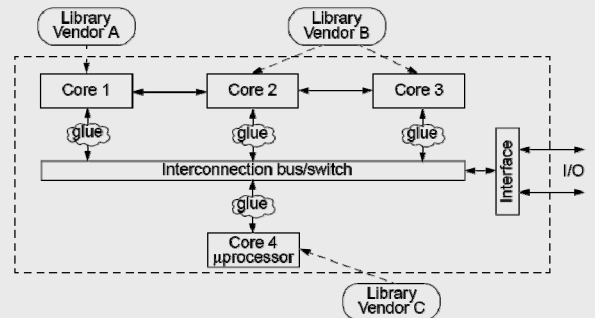 Library
Vendor A
Library
Vendor B
Core 1
Core 2
Core 3
glue
glue
glue
Interconnection bus/switch
Interface
I/O
glue
Core 4
μprocessor
Library
Vendor C